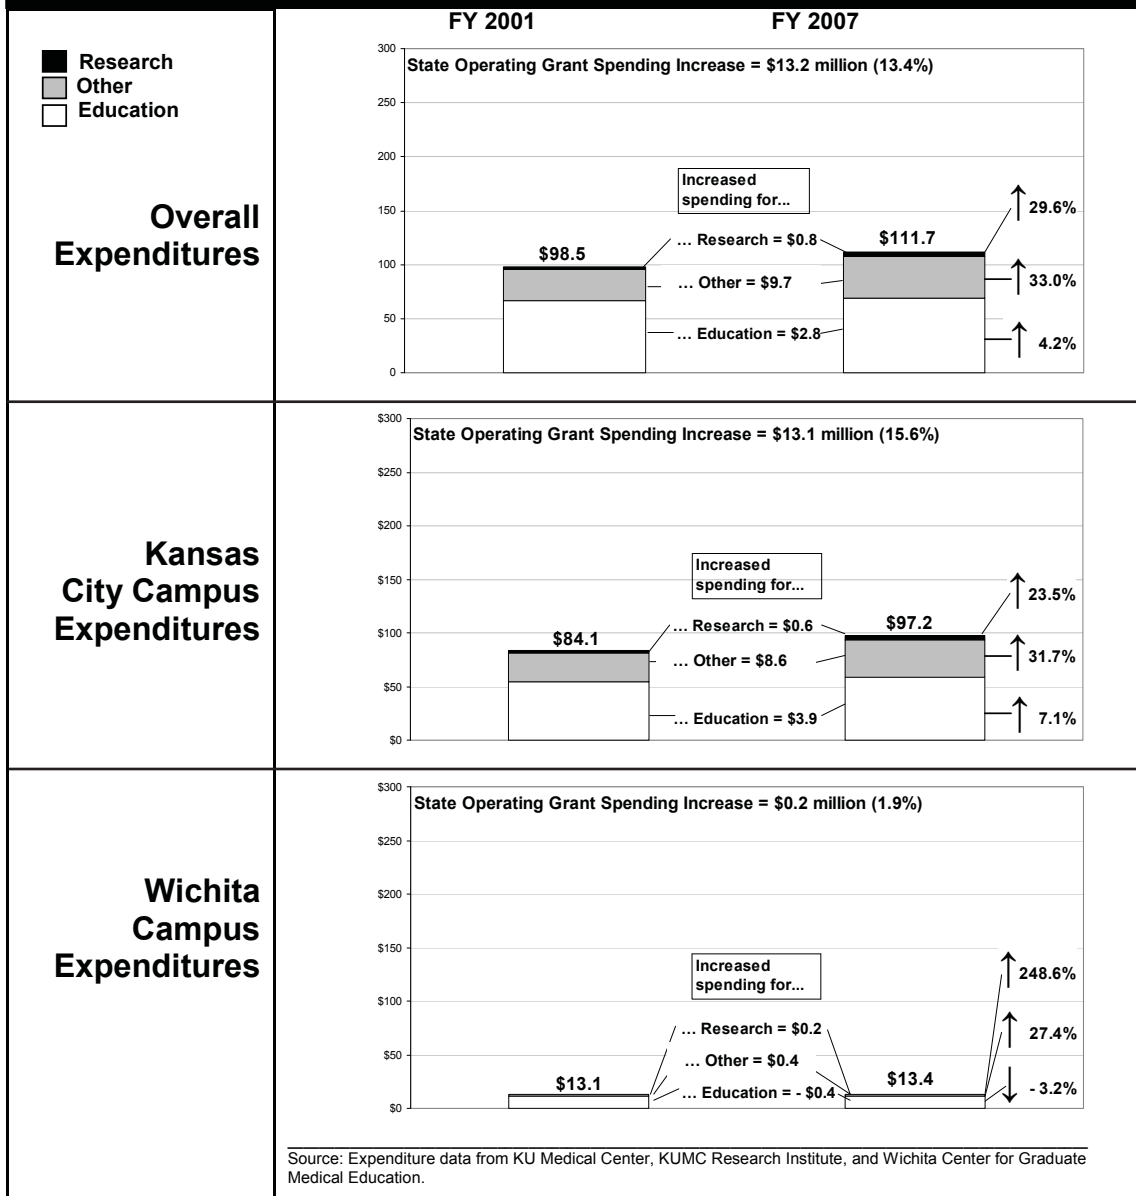 FY 2001
FY 2007
Research
Other
Education
Overall
Expenditures
300
250
200
150
100
50
0
State Operating Grant Spending Increase = $13.2 million (13.4%)
Increased
spending for...
$98.5
$111.7
... Research = $0.8
... Other = $9.7
... Education = $2.8
29.6%
33.0%
4.2%
Kansas
City Campus
Expenditures
$300
$250
$200
$150
$100
$50
$0
State Operating Grant Spending Increase = $13.1 million (15.6%)
Increased
spending for...
$84.1
$97.2
... Research = $0.6
... Other = $8.6
... Education = $3.9
23.5%
31.7%
7.1%
Wichita
Campus
Expenditures
$300
$250
$200
$150
$100
$50
$0
State Operating Grant Spending Increase = $0.2 million (1.9%)
Increased
spending for...
$13.1
$13.4
... Research = $0.2
... Other = $0.4
... Education = - $0.4
248.6%
27.4%
- 3.2%
Source: Expenditure data from KU Medical Center, KUMC Research Institute, and Wichita Center for Graduate
Medical Education.